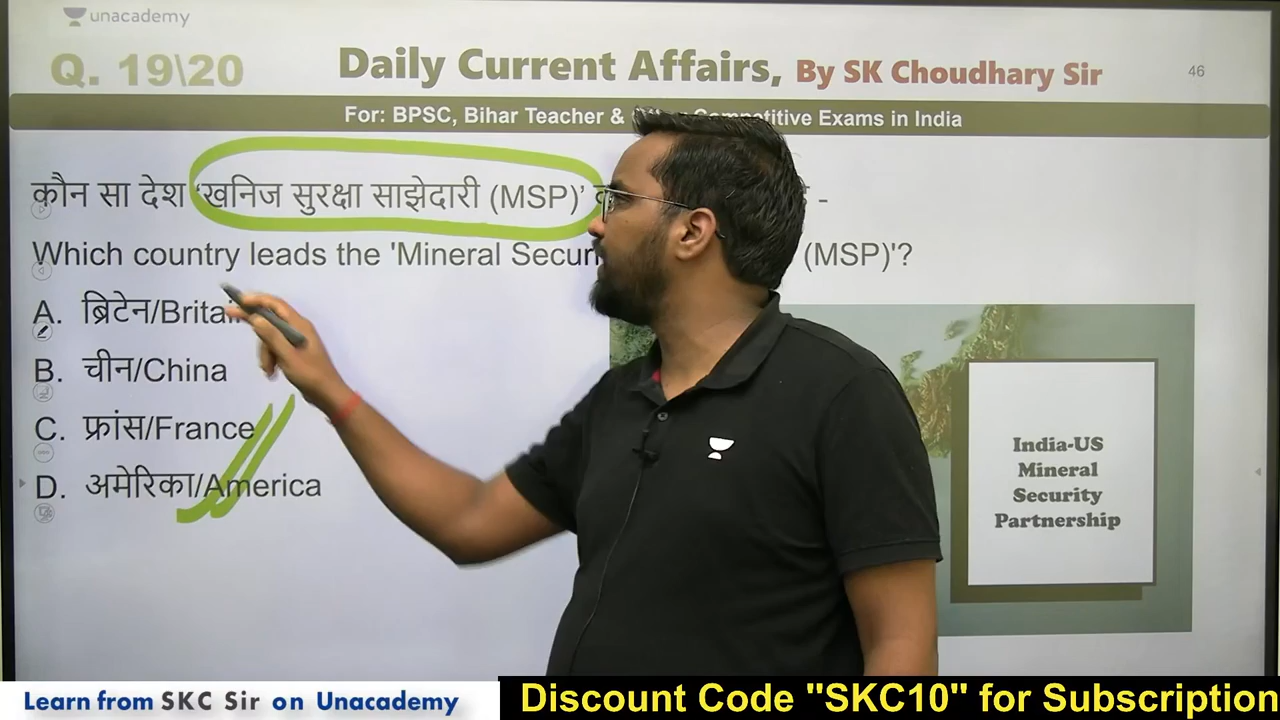 unacademy
Q. 19\20
Daily Current Affairs, By SK Choudhary Sir
46
For: BPSC, Bihar Teacher & Competitive Exams in India
कौन सा देश 'खनिज सुरक्षा साझेदारी (MSP)' -
Which country leads the 'Mineral (MSP)'?
A. ब्रिटेन/Britain
B. चीन/China
C. फ्रांस/France
D. अमेरिका/America
India-US
Mineral
Security
Partnership
Learn from SKC Sir on Unacademy
Discount Code "SKC10" for Subscription